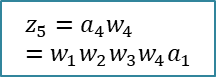 z₅ = a₄w₄
= w₁w₂w₃w₄a₁